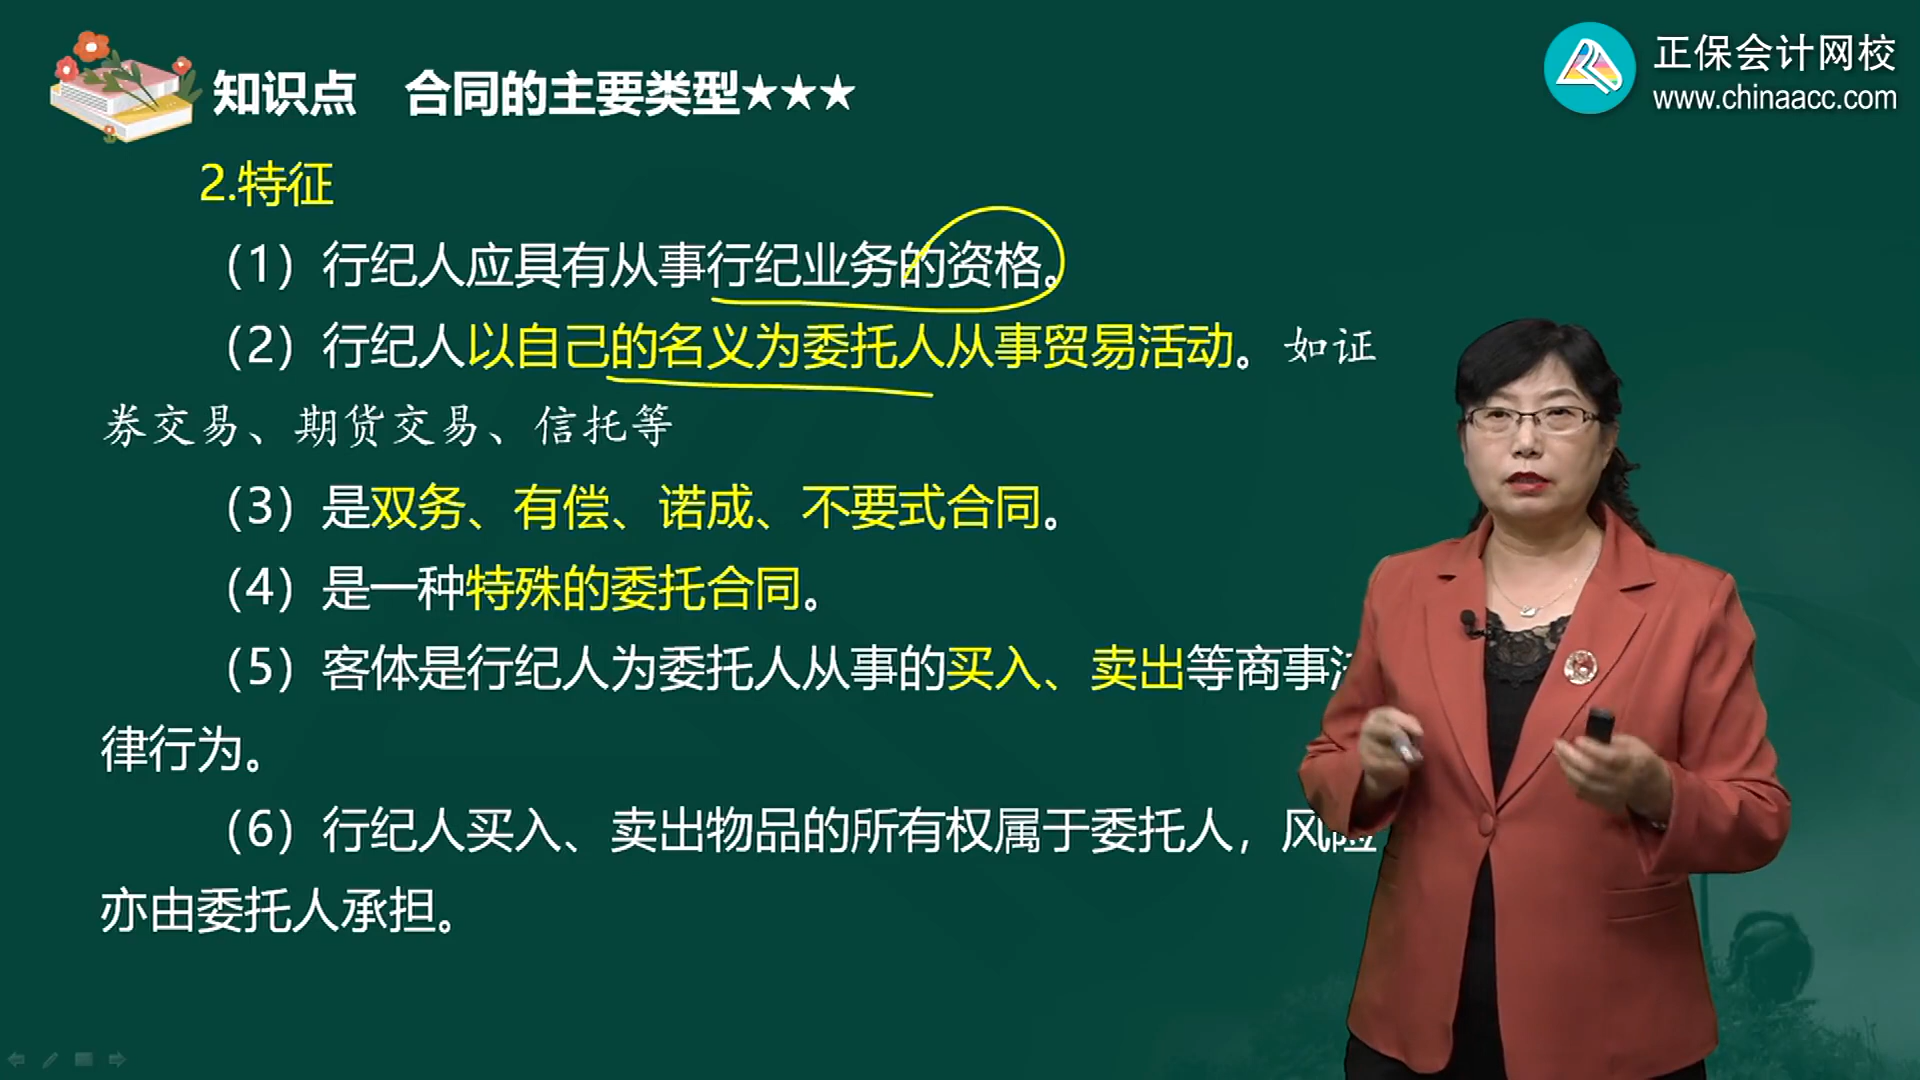 正保会计网校
www.chinaacc.com
知识点 合同的主要类型★★★
2.特征
（1）行纪人应具有从事行纪业务的资格。
（2）行纪人以自己的名义为委托人从事贸易活动。如证
券交易、期货交易、信托等
（3）是双务、有偿、诺成、不要式合同。
（4）是一种特殊的委托合同。
（5）客体是行纪人为委托人从事的买入、卖出等商事法
律行为。
（6）行纪人买入、卖出物品的所有权属于委托人，风险
亦由委托人承担。